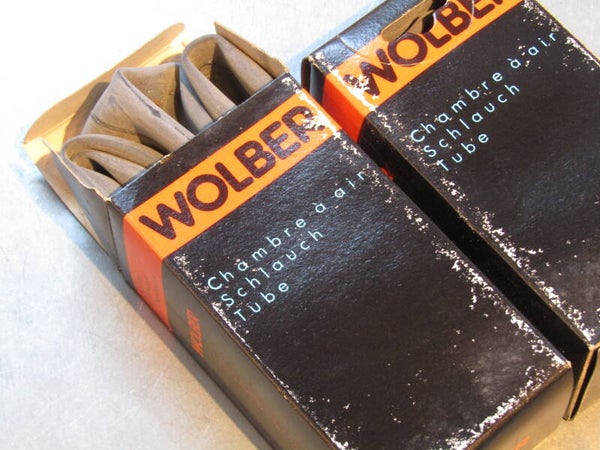 WOLBER
Chambre à air
Schlauch
Tube
WOLBER
Chambre à air
Schlauch
Tube